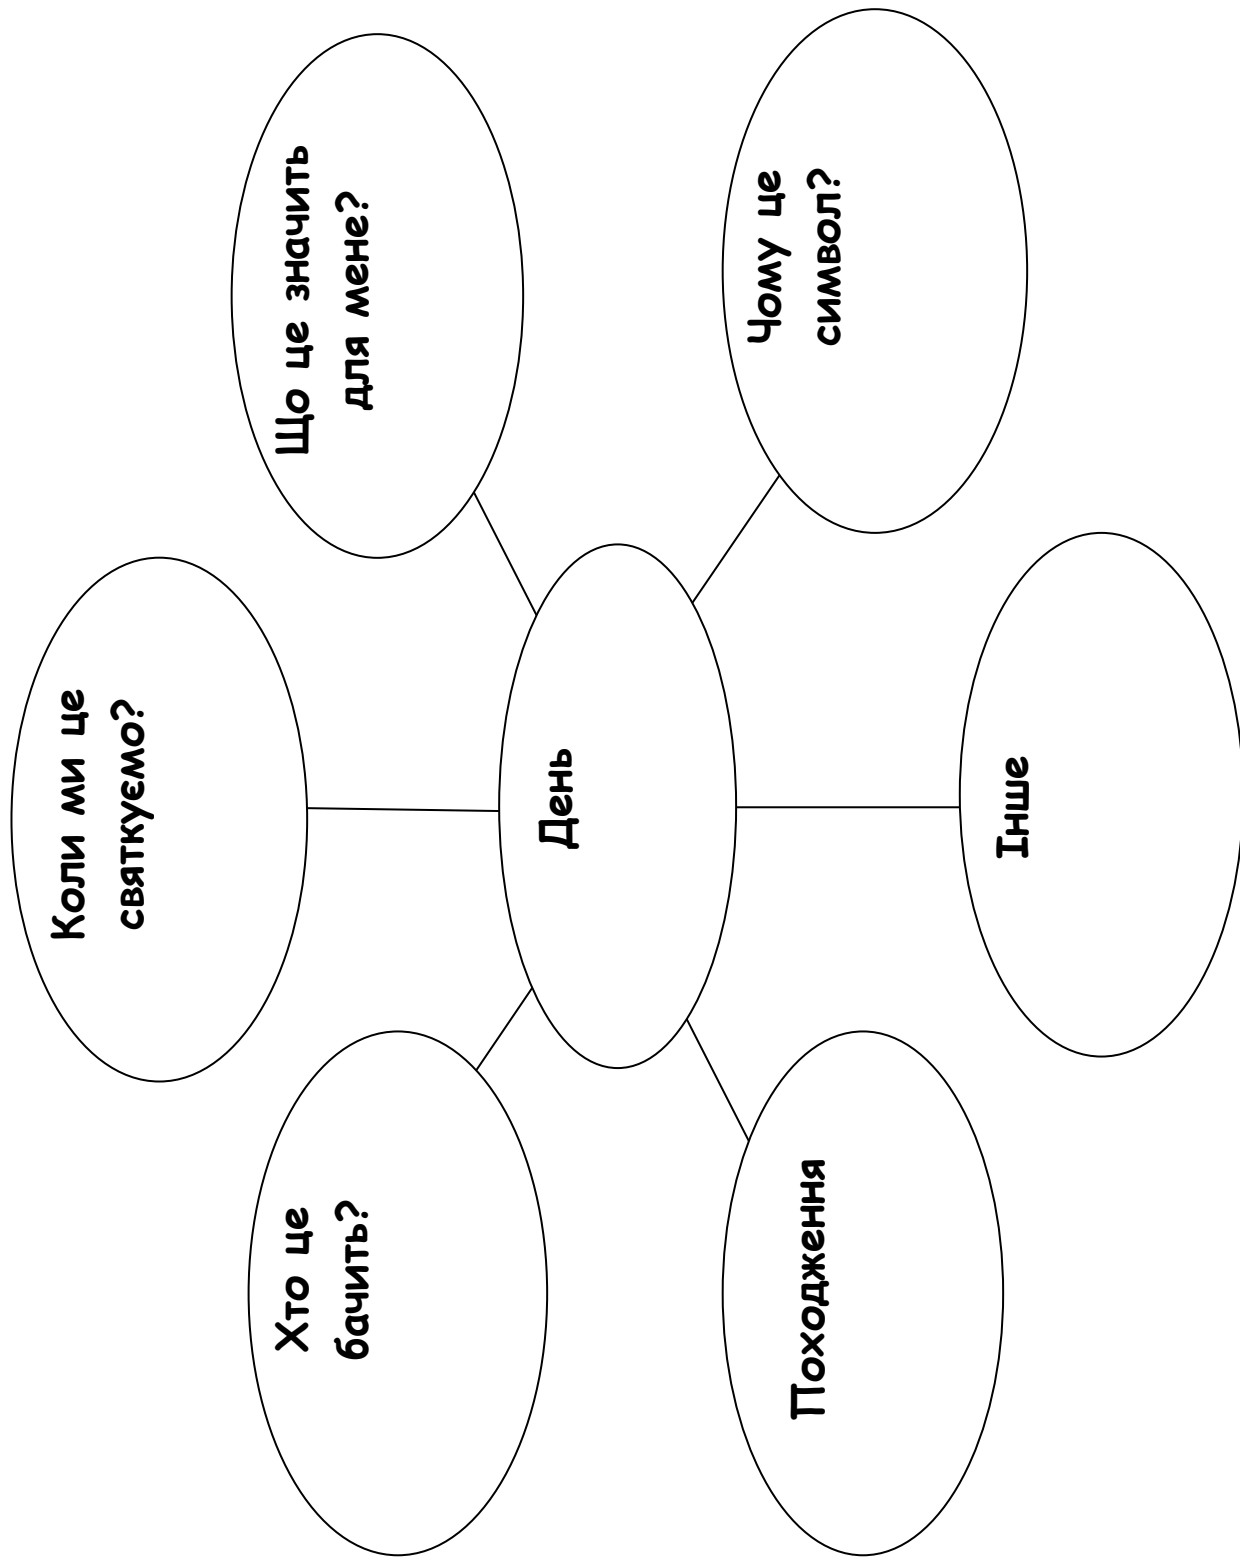 Коли ми це
святкуємо?
Хто це
бачить?
Що це значить
для мене?
День
Походження
Чому це
символ?
Інше